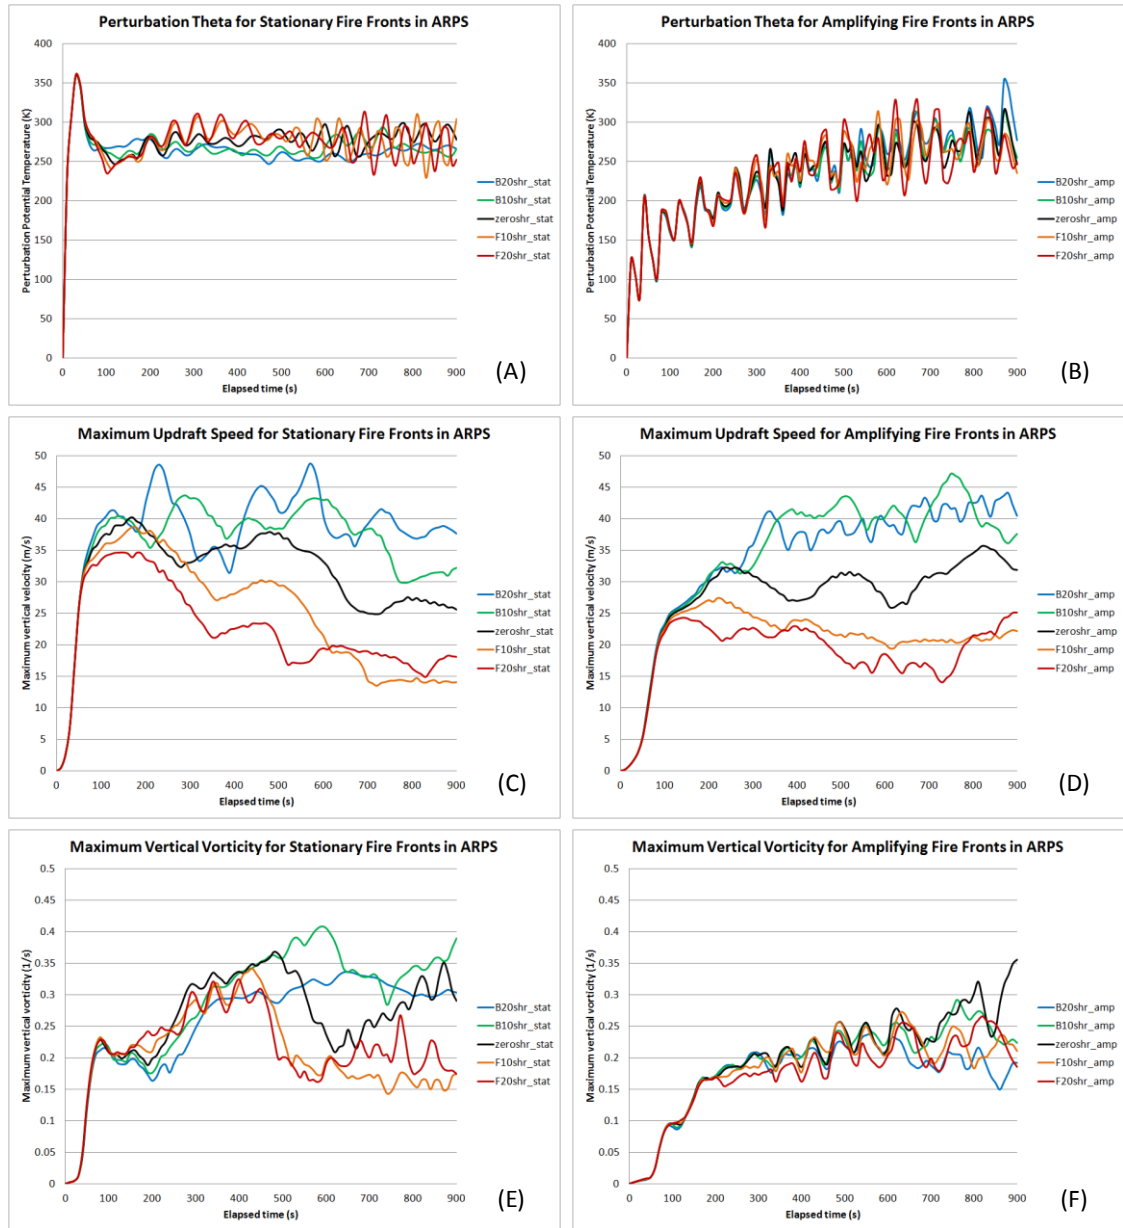 Perturbation Theta for Stationary Fire Fronts in ARPS
Perturbation Potential Temperature (K)
400
350
300
250
200
150
100
50
0
0 100 200 300 400 500 600 700 800 900
Elapsed time (s)
B20shr_stat
B10shr_stat
zeroshr_stat
F10shr_stat
F20shr_stat
(A)
Perturbation Theta for Amplifying Fire Fronts in ARPS
Perturbation Potential Temperature (K)
400
350
300
250
200
150
100
50
0
0 100 200 300 400 500 600 700 800 900
Elapsed time (s)
B20shr_amp
B10shr_amp
zeroshr_amp
F10shr_amp
F20shr_amp
(B)
Maximum Updraft Speed for Stationary Fire Fronts in ARPS
Maximum vertical velocity (m/s)
50
45
40
35
30
25
20
15
10
5
0
0 100 200 300 400 500 600 700 800 900
Elapsed time (s)
B20shr_stat
B10shr_stat
zeroshr_stat
F10shr_stat
F20shr_stat
(C)
Maximum Updraft Speed for Amplifying Fire Fronts in ARPS
Maximum vertical velocity (m/s)
50
45
40
35
30
25
20
15
10
5
0
0 100 200 300 400 500 600 700 800 900
Elapsed time (s)
B20shr_amp
B10shr_amp
zeroshr_amp
F10shr_amp
F20shr_amp
(D)
Maximum Vertical Vorticity for Stationary Fire Fronts in ARPS
Maximum vertical vorticity (1/s)
0.5
0.45
0.4
0.35
0.3
0.25
0.2
0.15
0.1
0.05
0
0 100 200 300 400 500 600 700 800 900
Elapsed time (s)
B20shr_stat
B10shr_stat
zeroshr_stat
F10shr_stat
F20shr_stat
(E)
Maximum Vertical Vorticity for Amplifying Fire Fronts in ARPS
Maximum vertical vorticity (1/s)
0.5
0.45
0.4
0.35
0.3
0.25
0.2
0.15
0.1
0.05
0
0 100 200 300 400 500 600 700 800 900
Elapsed time (s)
B20shr_amp
B10shr_amp
zeroshr_amp
F10shr_amp
F20shr_amp
(F)